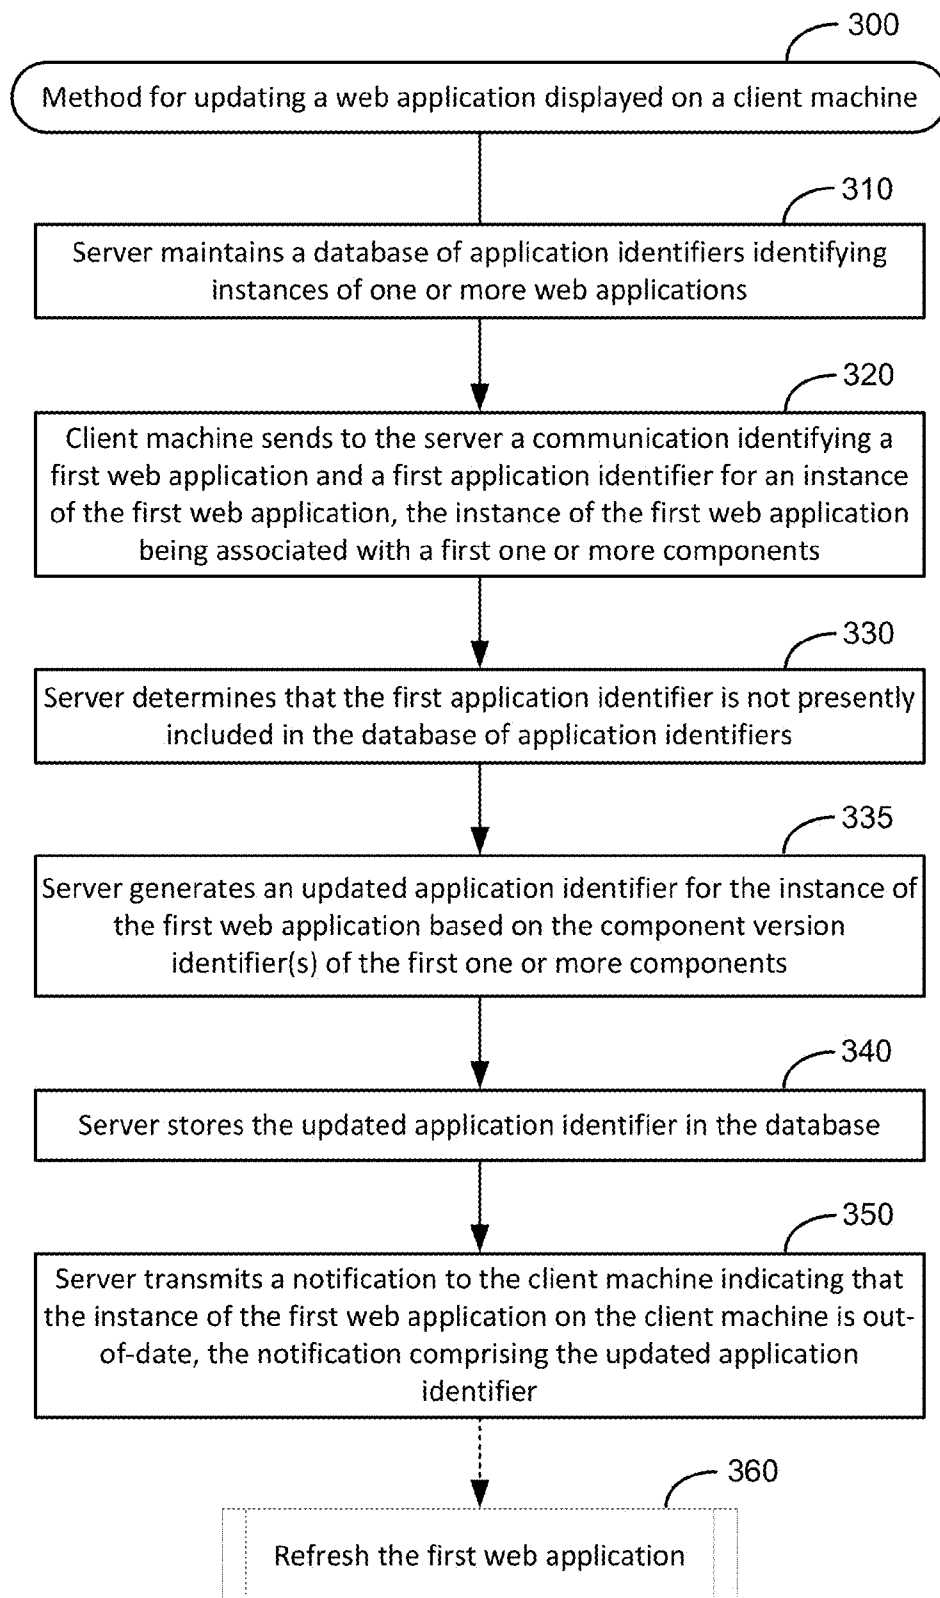 300
Method for updating a web application displayed on a client machine
310
Server maintains a database of application identifiers identifying
instances of one or more web applications
320
Client machine sends to the server a communication identifying a
first web application and a first application identifier for an instance
of the first web application, the instance of the first web application
being associated with a first one or more components
330
Server determines that the first application identifier is not presently
included in the database of application identifiers
335
Server generates an updated application identifier for the instance of
the first web application based on the component version
identifier(s) of the first one or more components
340
Server stores the updated application identifier in the database
350
Server transmits a notification to the client machine indicating that
the instance of the first web application on the client machine is out-
of-date, the notification comprising the updated application
identifier
360
Refresh the first web application